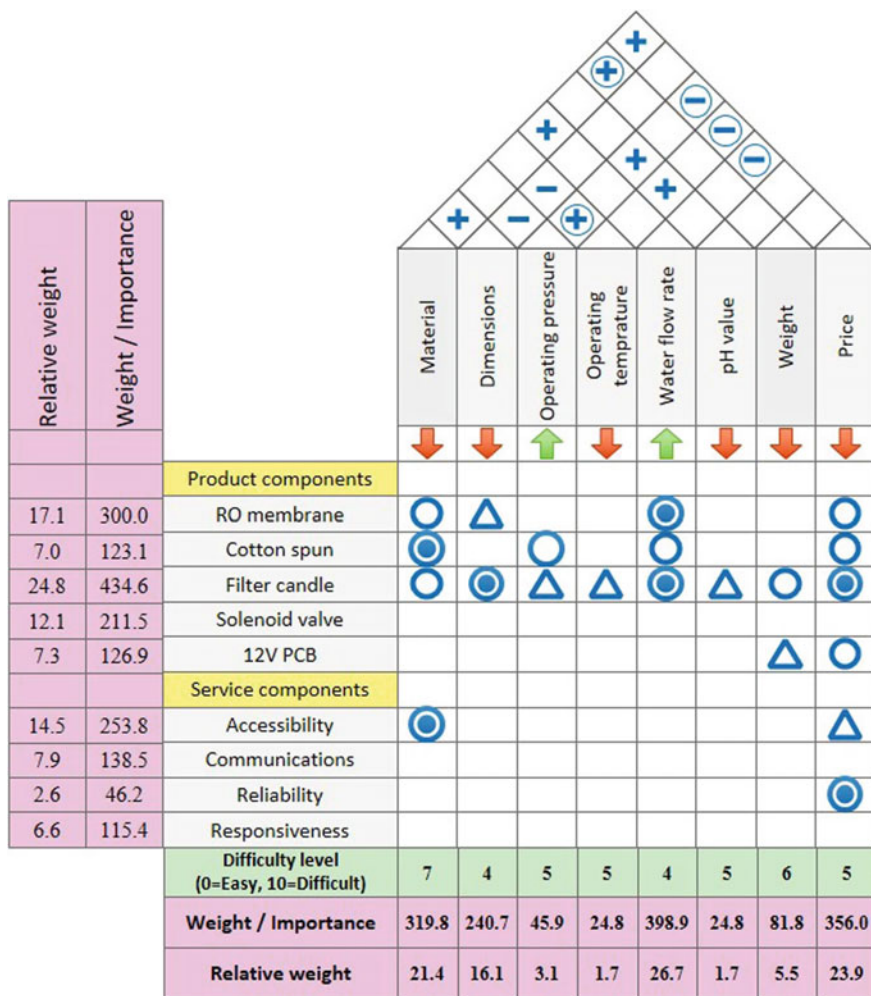 Relative weight
Weight / Importance
Material
Dimensions
Operating pressure
Operating
temprature
Water flow rate
pH value
Weight
Price
Product components
17.1 300.0 RO membrane
7.0 123.1 Cotton spun
24.8 434.6 Filter candle
12.1 211.5 Solenoid valve
7.3 126.9 12V PCB
Service components
14.5 253.8 Accessibility
7.9 138.5 Communications
2.6 46.2 Reliability
6.6 115.4 Responsiveness
Difficulty level
(0=Easy, 10=Difficult) 7 4 5 5 4 5 6 5
Weight / Importance 319.8 240.7 45.9 24.8 398.9 24.8 81.8 356.0
Relative weight 21.4 16.1 3.1 1.7 26.7 1.7 5.5 23.9